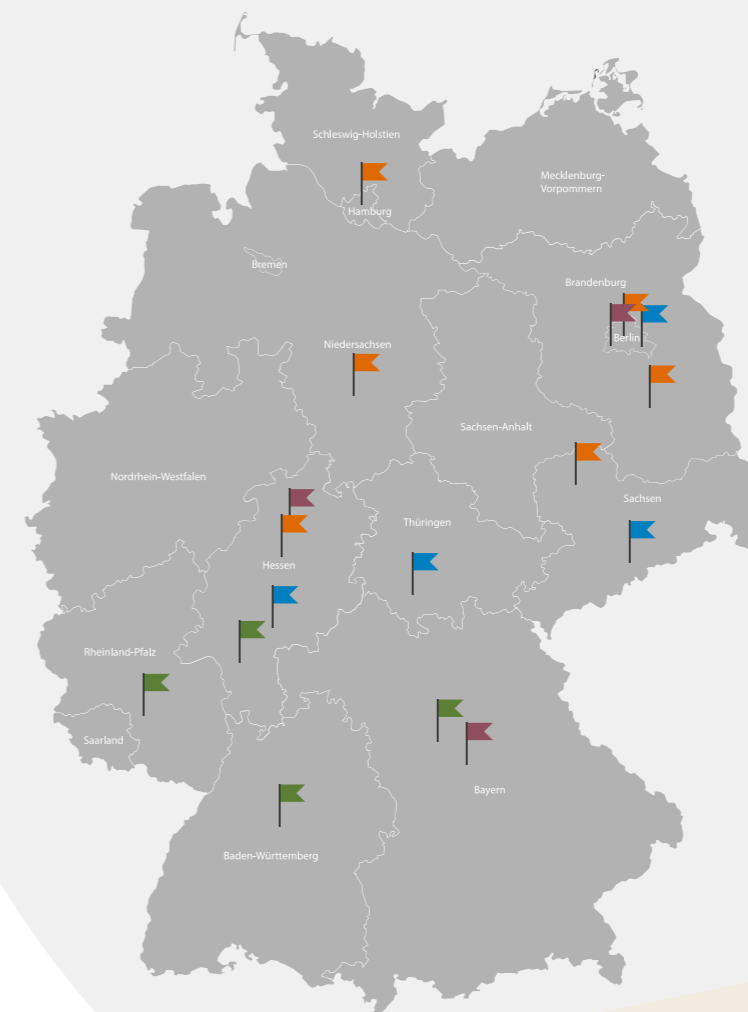 Schleswig-Holstien
Mecklenburg-
Vorpommern
Hamburg
Bremen
Brandenburg
Berlin
Niedersachsen
Sachsen-Anhalt
Nordrhein-Westfalen
Sachsen
Thüringen
Hessen
Rheinland-Pfalz
Saarland
Bayern
Baden-Württemberg